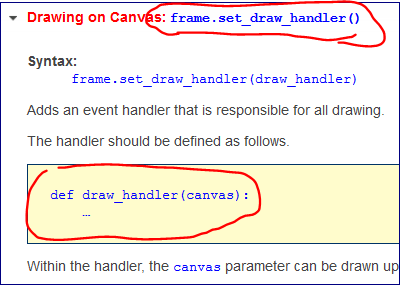 Drawing on Canvas: frame.set_draw_handler()
Syntax:
frame.set_draw_handler(draw_handler)
Adds an event handler that is responsible for all drawing.
The handler should be defined as follows.
def draw_handler(canvas):
…
Within the handler, the canvas parameter can be drawn up